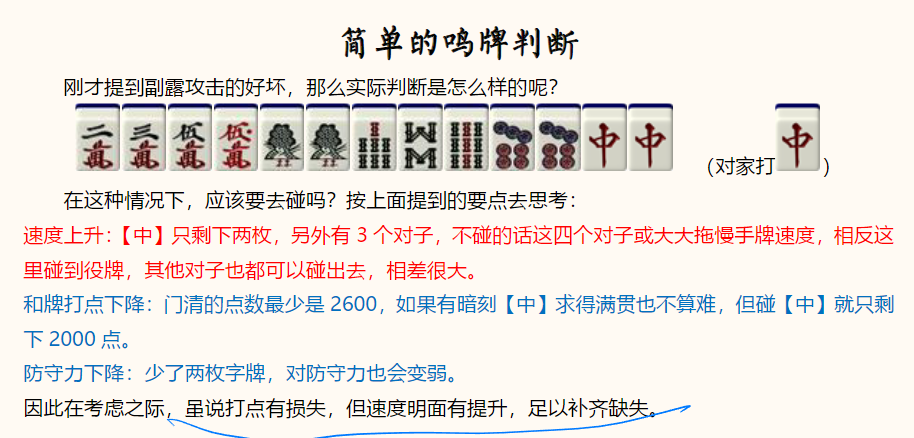 简单的鸣牌判断
刚才提到副露攻击的好坏，那么实际判断是怎么样的呢？
二萬 三萬 伍萬 伍萬 中 中 （对家打 中 ）
在这种情况下，应该要去碰吗？按上面提到的要点去思考：
速度上升：【中】只剩下两枚，另外有 3 个对子，不碰的话这四个对子或大大拖慢手牌速度，相反这
里碰到役牌，其他对子也都可以碰出去，相差很大。
和牌打点下降：门清的点数最少是 2600，如果有暗刻【中】求得满贯也不算难，但碰【中】就只剩
下 2000 点。
防守力下降：少了两枚字牌，对防守力也会变弱。
因此在考虑之际，虽说打点有损失，但速度明面有提升，足以补齐缺失。